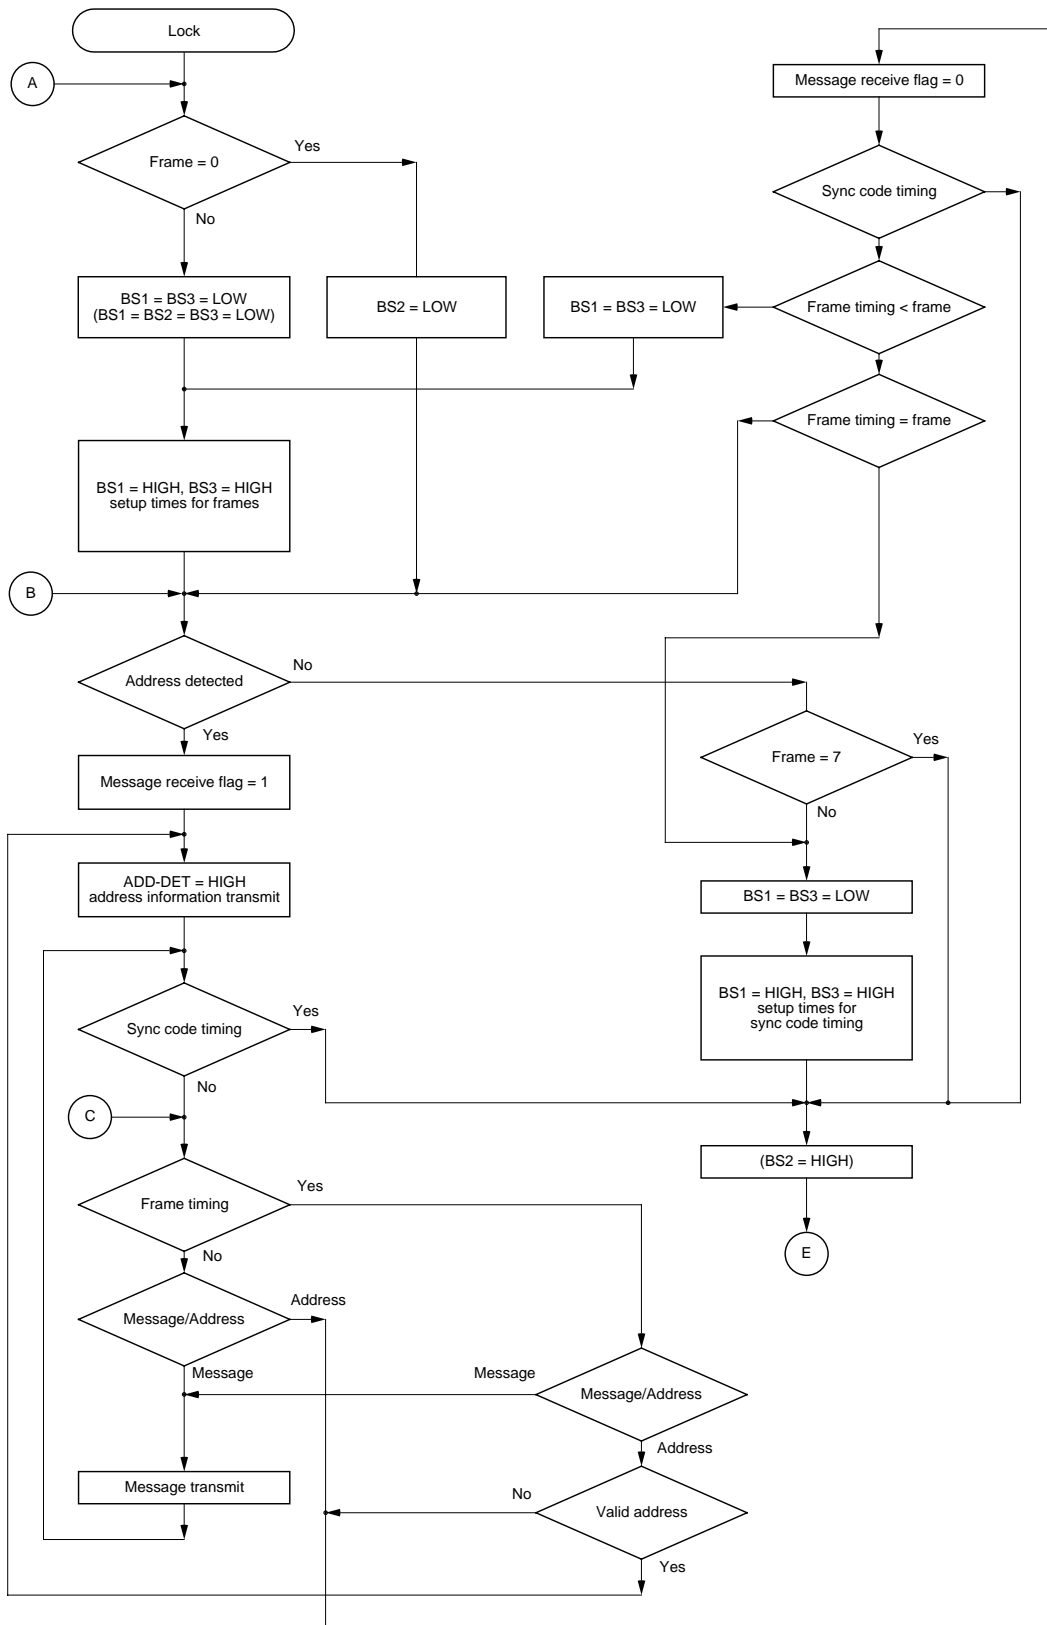 Lock
A
Message receive flag = 0
Frame = 0
Yes
No
Sync code timing
BS1 = BS3 = LOW
(BS1 = BS2 = BS3 = LOW)
BS2 = LOW
BS1 = BS3 = LOW
Frame timing < frame
Frame timing = frame
BS1 = HIGH, BS3 = HIGH
setup times for frames
B
Address detected
No
Yes
Frame = 7
Yes
No
Message receive flag = 1
ADD-DET = HIGH
address information transmit
BS1 = BS3 = LOW
BS1 = HIGH, BS3 = HIGH
setup times for
sync code timing
Sync code timing
Yes
No
C
(BS2 = HIGH)
E
Frame timing
Yes
No
Message/Address
Address
Message
Message
Message/Address
Address
Message transmit
No
Valid address
Yes